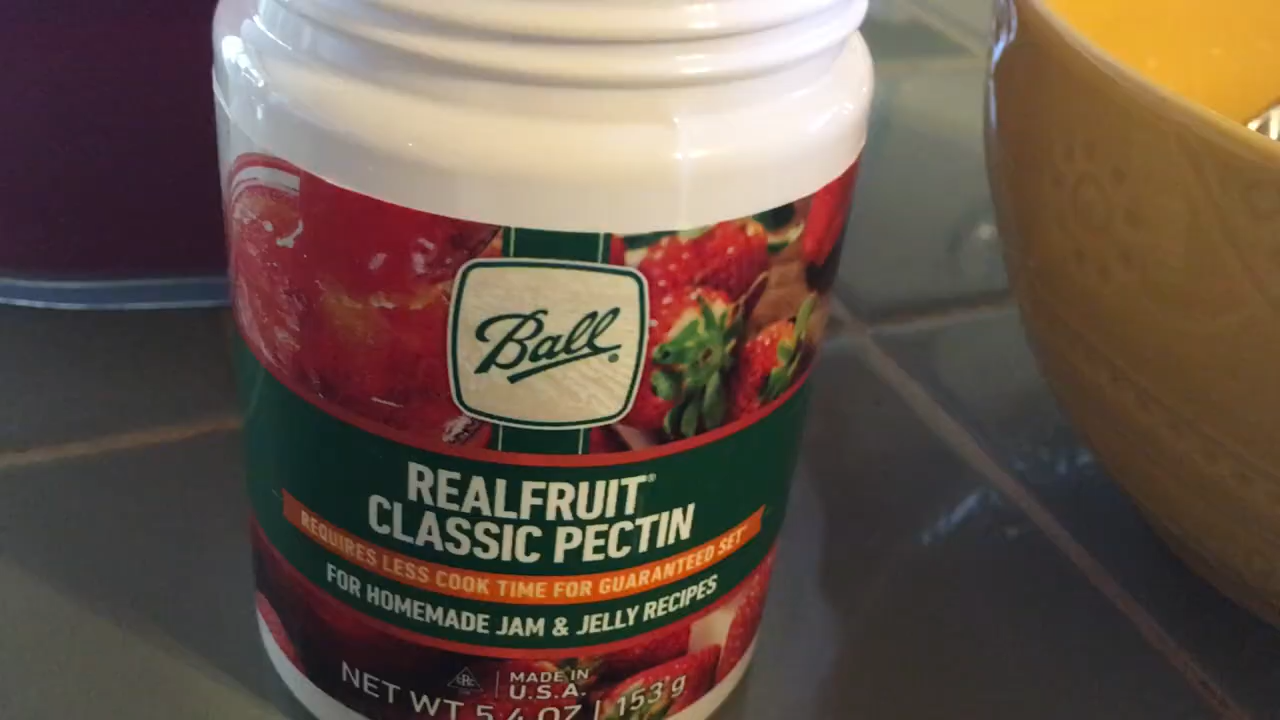 Ball®
REALFRUIT®
CLASSIC PECTIN
REQUIRES LESS COOK TIME FOR GUARANTEED SET*
FOR HOMEMADE JAM & JELLY RECIPES
MADE IN
U.S.A.
NET WT 5.4 OZ | 153 g